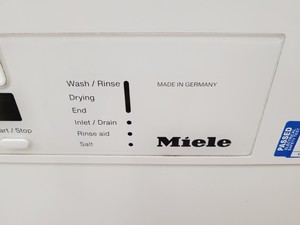 Wash / Rinse
MADE IN GERMANY
Drying
End
Inlet / Drain
art / Stop
Rinse aid
Salt
Miele
PASSED